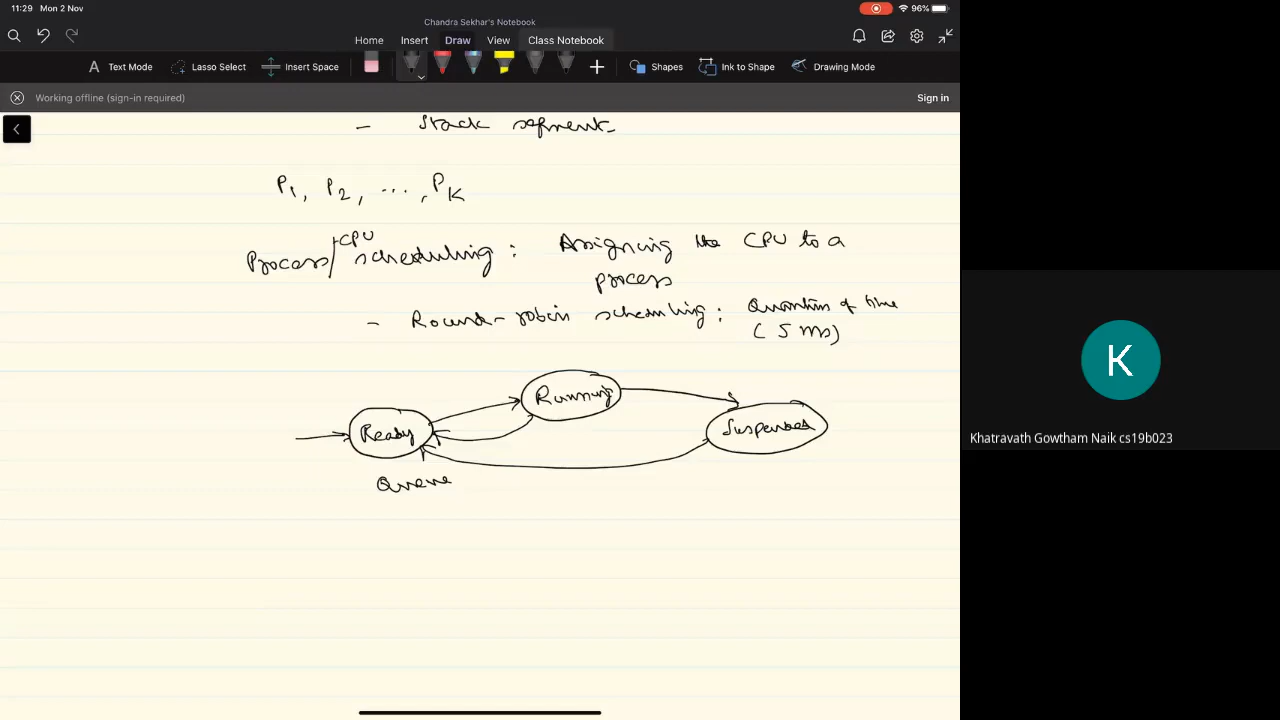 11:29 Mon 2 Nov
96%
Chandra Sekhar's Notebook
Home Insert Draw View Class Notebook
Text Mode Lasso Select Insert Space Shapes Ink to Shape Drawing Mode
Working offline (sign-in required) Sign in
- Stack segment
P1, P2, ..., PK
Process/CPU scheduling : Assigning the CPU to a
process
- Round-robin scheduling : Quantum of time
(5 ms)
Running
Ready
Suspended
Queue
K
Khatravath Gowtham Naik cs19b023